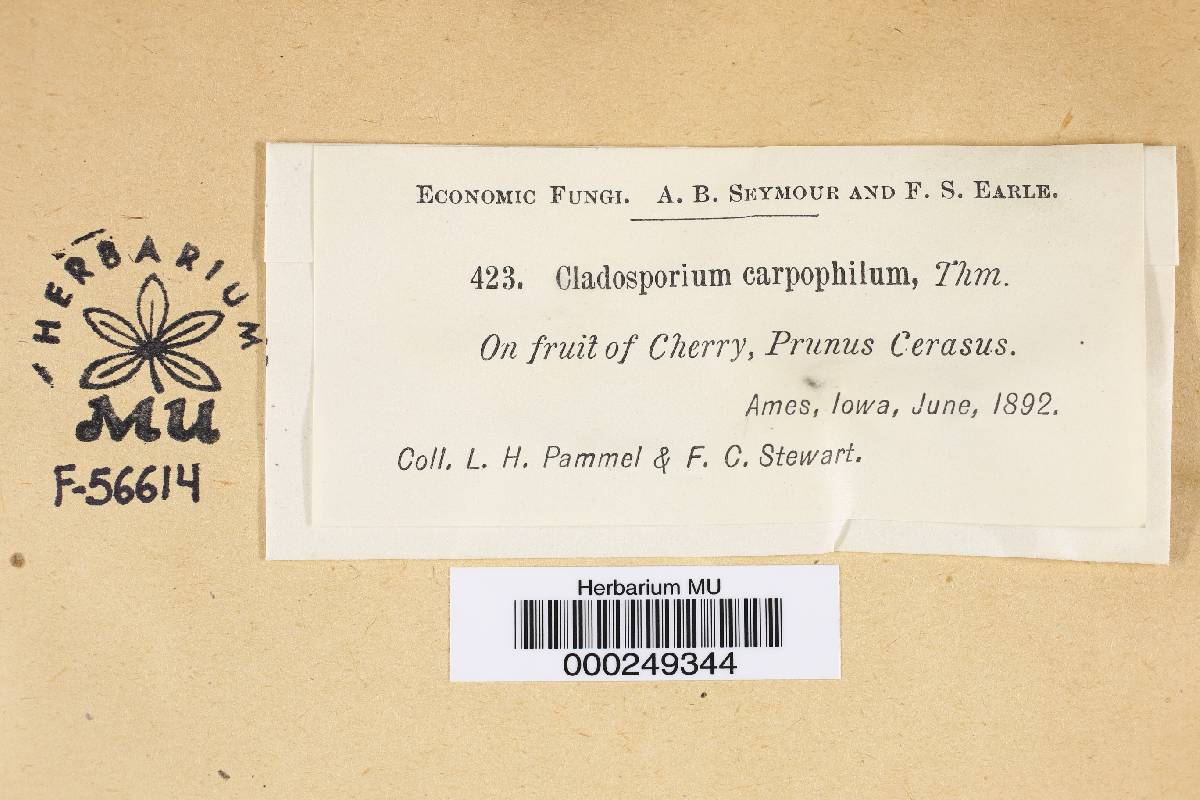 ECONOMIC FUNGI. A. B. SEYMOUR AND F. S. EARLE.
423. Cladosporium carpophilum, Thm.
On fruit of Cherry, Prunus Cerasus.
Ames, Iowa, June, 1892.
Coll. L. H. Pammel & F. C. Stewart.
HERBARIUM
MU
F-56614
Herbarium MU
000249344